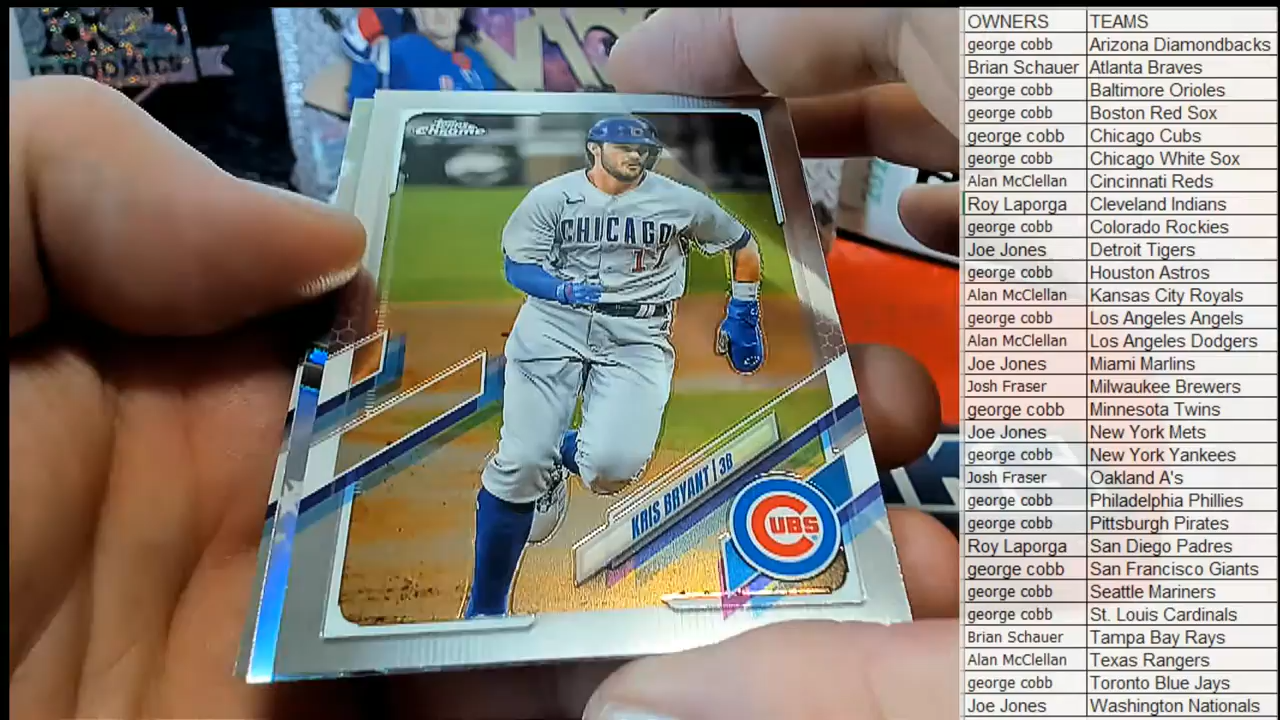 ROOKIES
Topps
Chrome
CHICAGO
17
KRIS BRYANT | 3B
CUBS
OWNERS TEAMS
george cobb Arizona Diamondbacks
Brian Schauer Atlanta Braves
george cobb Baltimore Orioles
george cobb Boston Red Sox
george cobb Chicago Cubs
george cobb Chicago White Sox
Alan McClellan Cincinnati Reds
Roy Laporga Cleveland Indians
george cobb Colorado Rockies
Joe Jones Detroit Tigers
george cobb Houston Astros
Alan McClellan Kansas City Royals
george cobb Los Angeles Angels
Alan McClellan Los Angeles Dodgers
Joe Jones Miami Marlins
Josh Fraser Milwaukee Brewers
george cobb Minnesota Twins
Joe Jones New York Mets
george cobb New York Yankees
Josh Fraser Oakland A's
george cobb Philadelphia Phillies
george cobb Pittsburgh Pirates
Roy Laporga San Diego Padres
george cobb San Francisco Giants
george cobb Seattle Mariners
george cobb St. Louis Cardinals
Brian Schauer Tampa Bay Rays
Alan McClellan Texas Rangers
george cobb Toronto Blue Jays
Joe Jones Washington Nationals